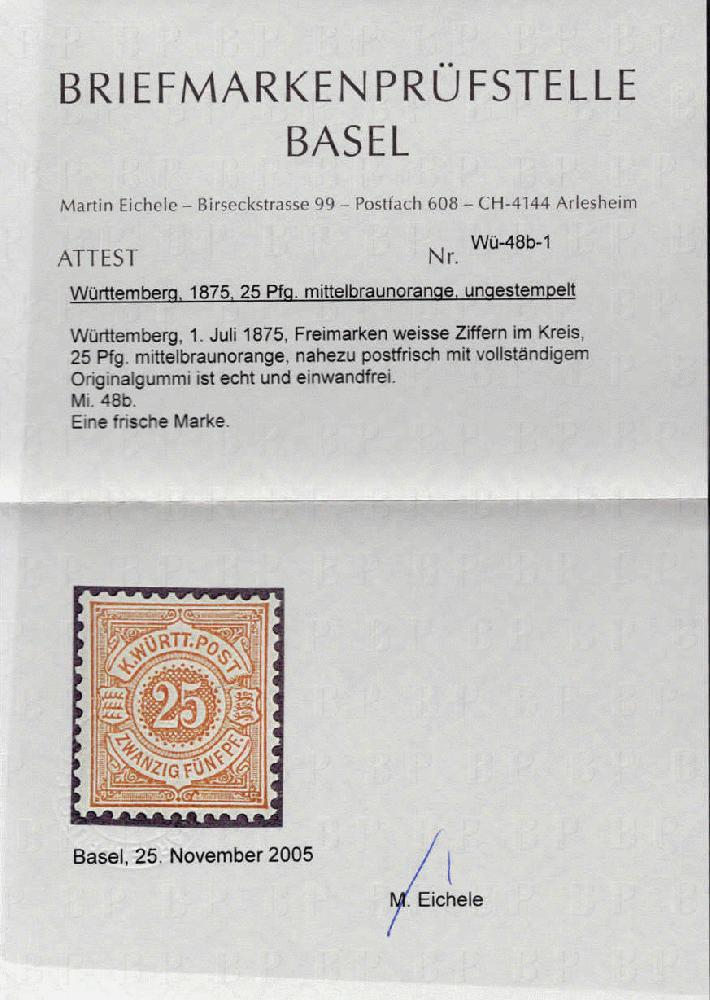 BRIEFMARKENPRÜFSTELLE
BASEL
Martin Eichele – Birseckstrasse 99 – Postfach 608 – CH-4144 Arlesheim
ATTEST Nr. Wü-48b-1
Württemberg, 1875, 25 Pfg. mittelbraunorange, ungestempelt
Württemberg, 1. Juli 1875, Freimarken weisse Ziffern im Kreis,
25 Pfg. mittelbraunorange, nahezu postfrisch mit vollständigem
Originalgummi ist echt und einwandfrei.
Mi. 48b.
Eine frische Marke.
K.WÜRTT.POST
25
ZWANZIG FÜNF PF.
Basel, 25. November 2005
M. Eichele